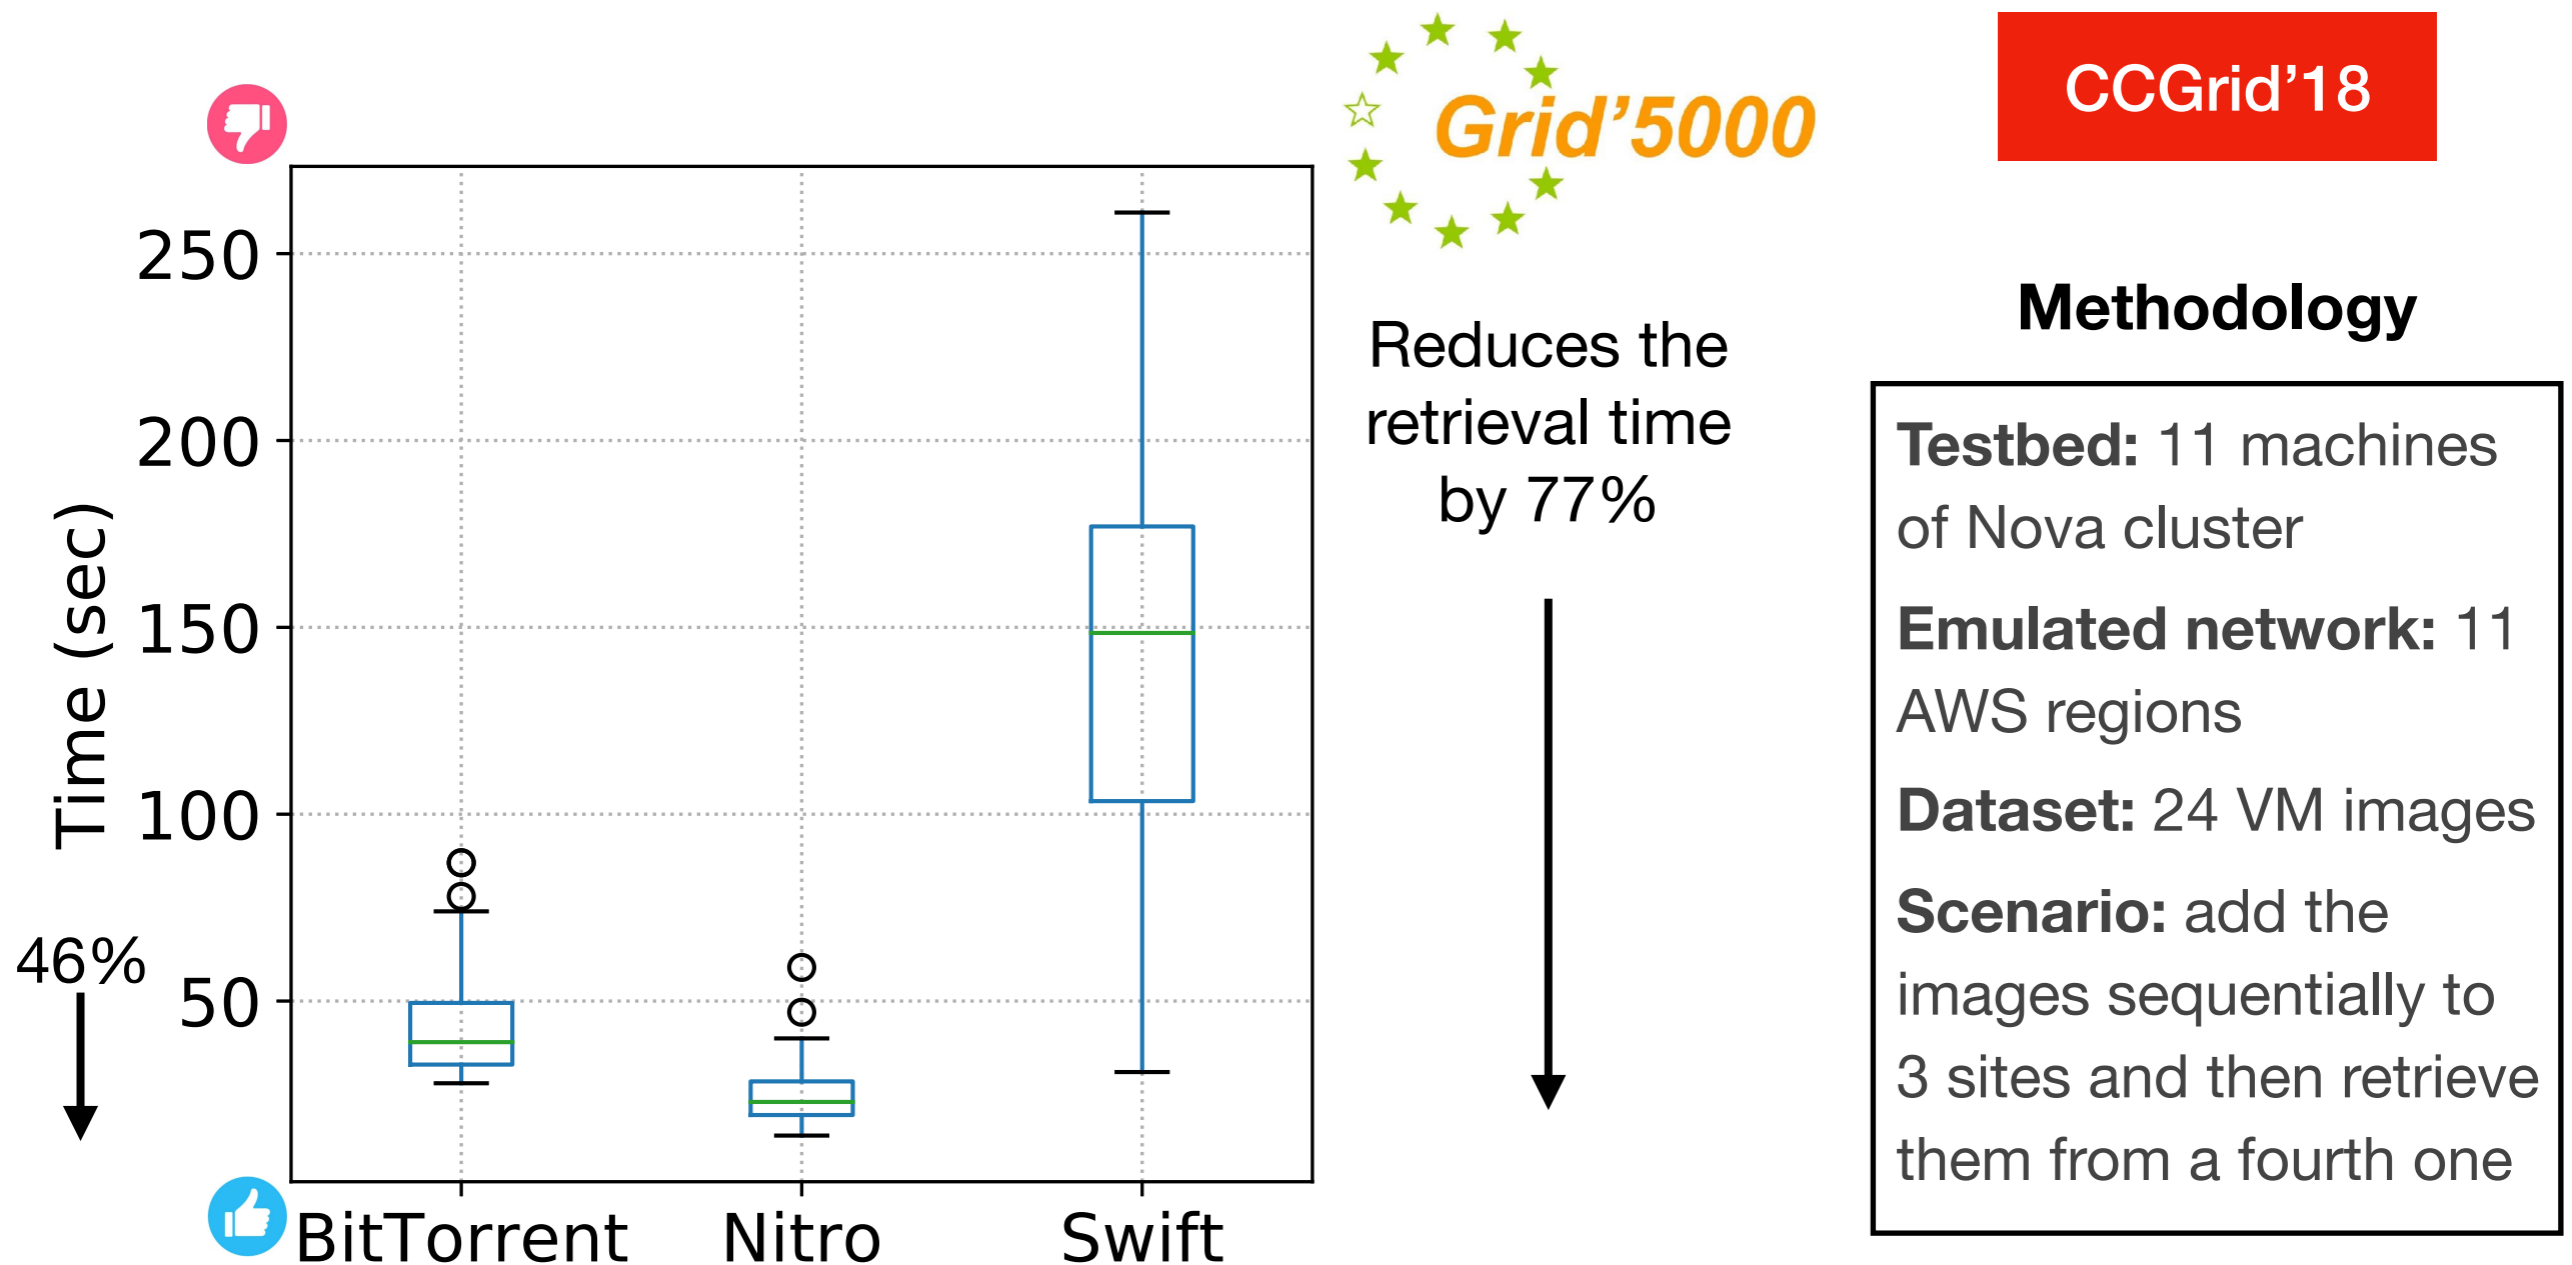 Grid’5000
CCGrid’18
250
200
150
100
50
Time (sec)
46%
BitTorrent
Nitro
Swift
Reduces the
retrieval time
by 77%
Methodology
Testbed: 11 machines
of Nova cluster
Emulated network: 11
AWS regions
Dataset: 24 VM images
Scenario: add the
images sequentially to
3 sites and then retrieve
them from a fourth one